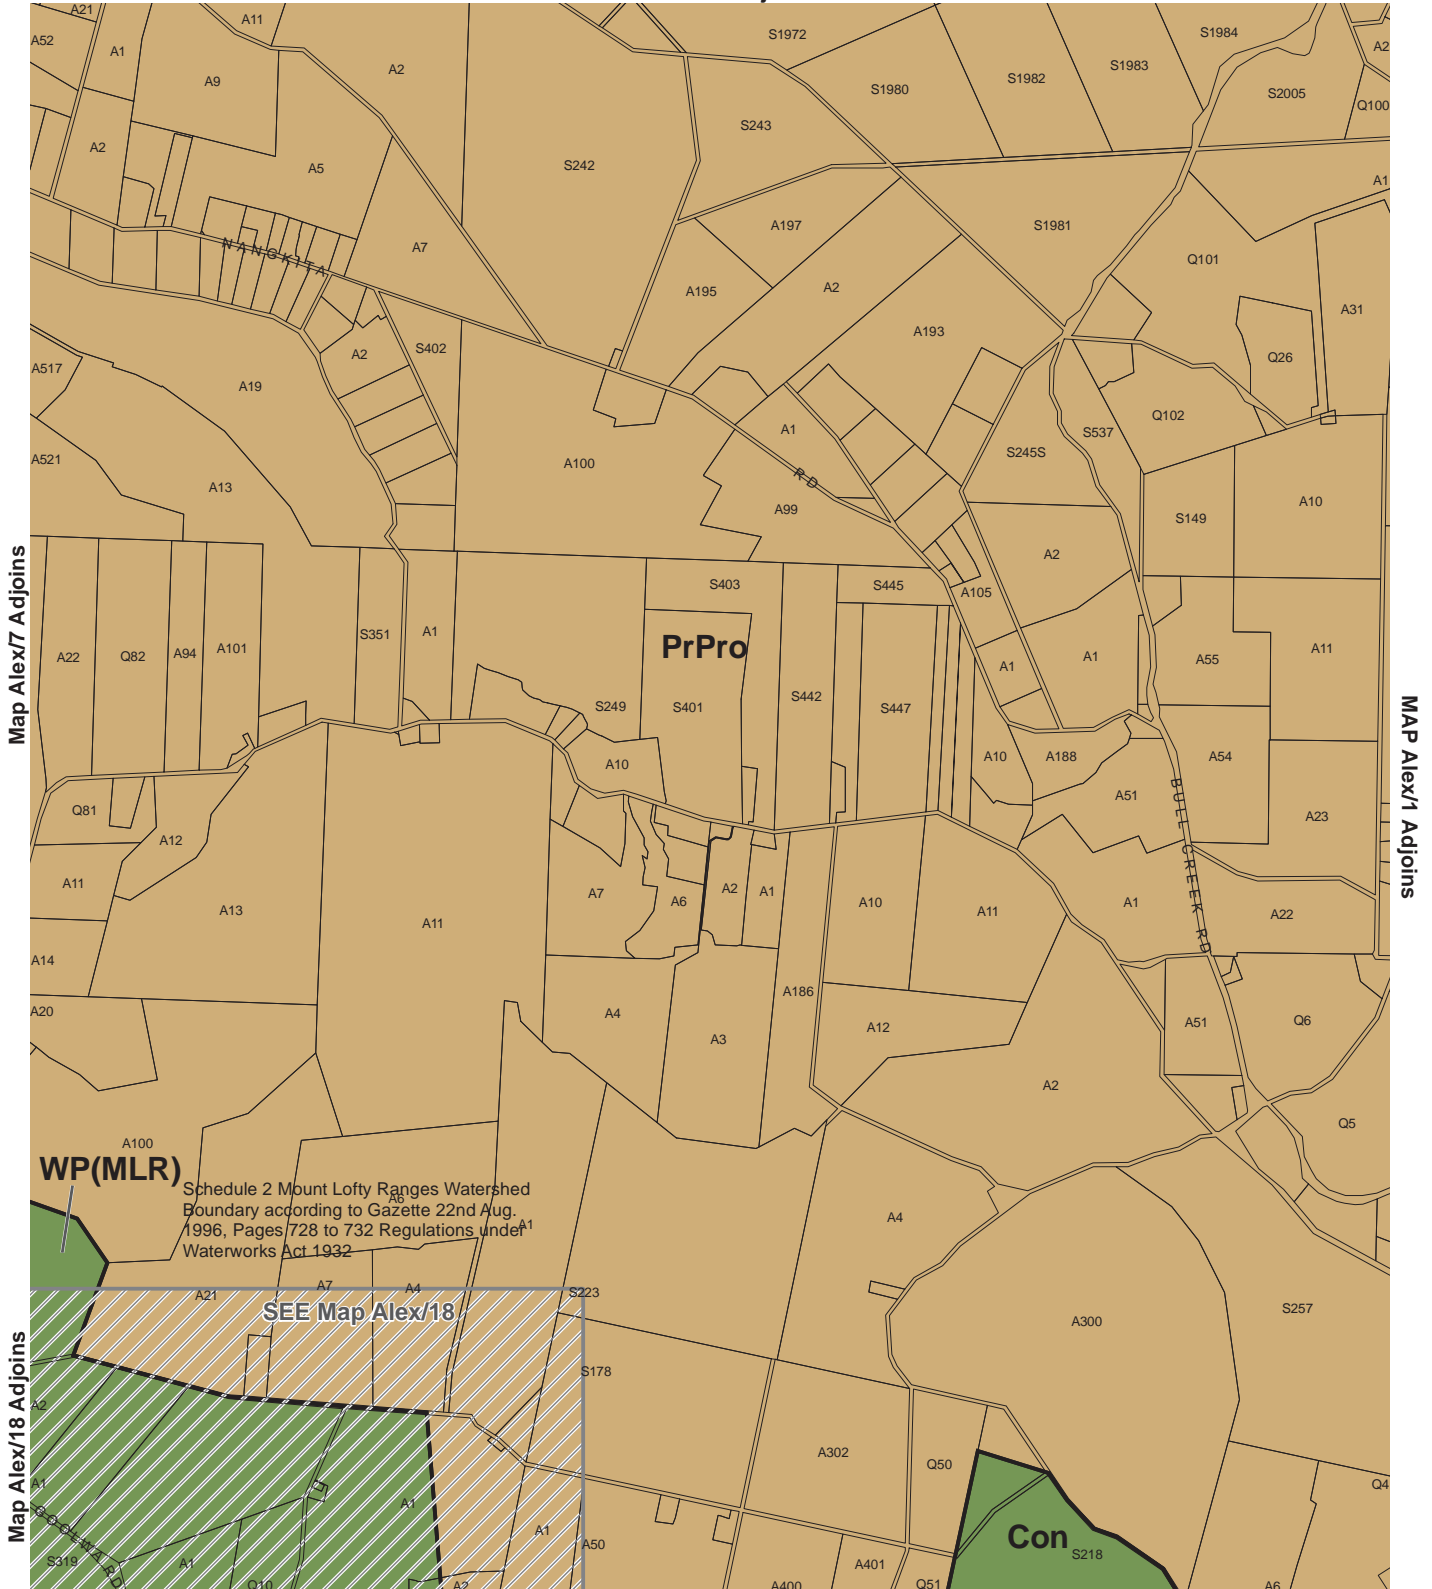 A21
A11
A52
A1
A2
S1972
S1984
A2
A9
S1980
S1982
S1983
S2005
Q100
A2
S243
A5
S242
A1
A7
A197
S1981
Q101
NANGKITA
A195
A2
A31
A193
A2
S402
Q26
A517
A19
Q102
A1
S537
S245S
A521
A100
RD
A13
A99
S149
A10
A2
S403
S445
A105
A22
Q82
A94
A101
S351
A1
PrPro
A1
A1
A55
A11
S249
S401
S442
S447
A10
A10
A188
A54
A51
BULL CREEK RD
Q81
A12
A23
A11
A13
A11
A7
A6
A2
A1
A10
A11
A1
A22
A14
A20
A4
A3
A186
A12
A51
Q6
A2
Q5
A100
WP(MLR)
Schedule 2 Mount Lofty Ranges Watershed
Boundary according to Gazette 22nd Aug.
1996, Pages 728 to 732 Regulations under
Waterworks Act 1932
A6
A1
A4
A21
A7
A4
S223
SEE Map Alex/18
A300
S257
S178
A2
A302
Q50
Q4
A1
A1
GOOLWA RD
A1
A50
Con
S218
S319
A1
Q10
A2
A400
A401
Q51
A6
Map Alex/7 Adjoins
Map Alex/18 Adjoins
MAP Alex/1 Adjoins